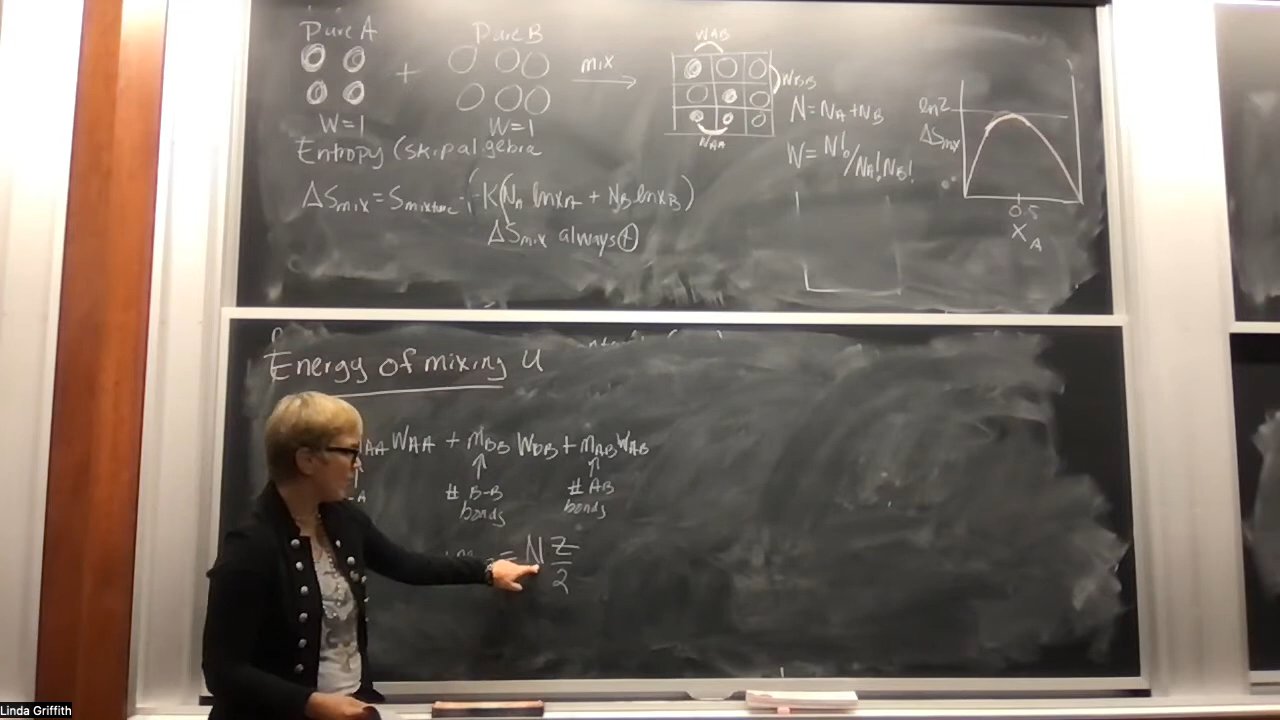 Pure A
Pure B
+
mix
W=1
W=1
WAB
WBB
WAA
N = NA + NB
W = N!/NA!NB!
ln2
ΔSmix
0.5
XA
Entropy (skip algebra
ΔSmix = Smixture - (-K(NA lnxA + NB lnxB)
ΔSmix always +
Energy of mixing U
AA WAA + mBB WBB + mAB WAB
# B-B bonds
# AB bonds
= N z/2
Linda Griffith